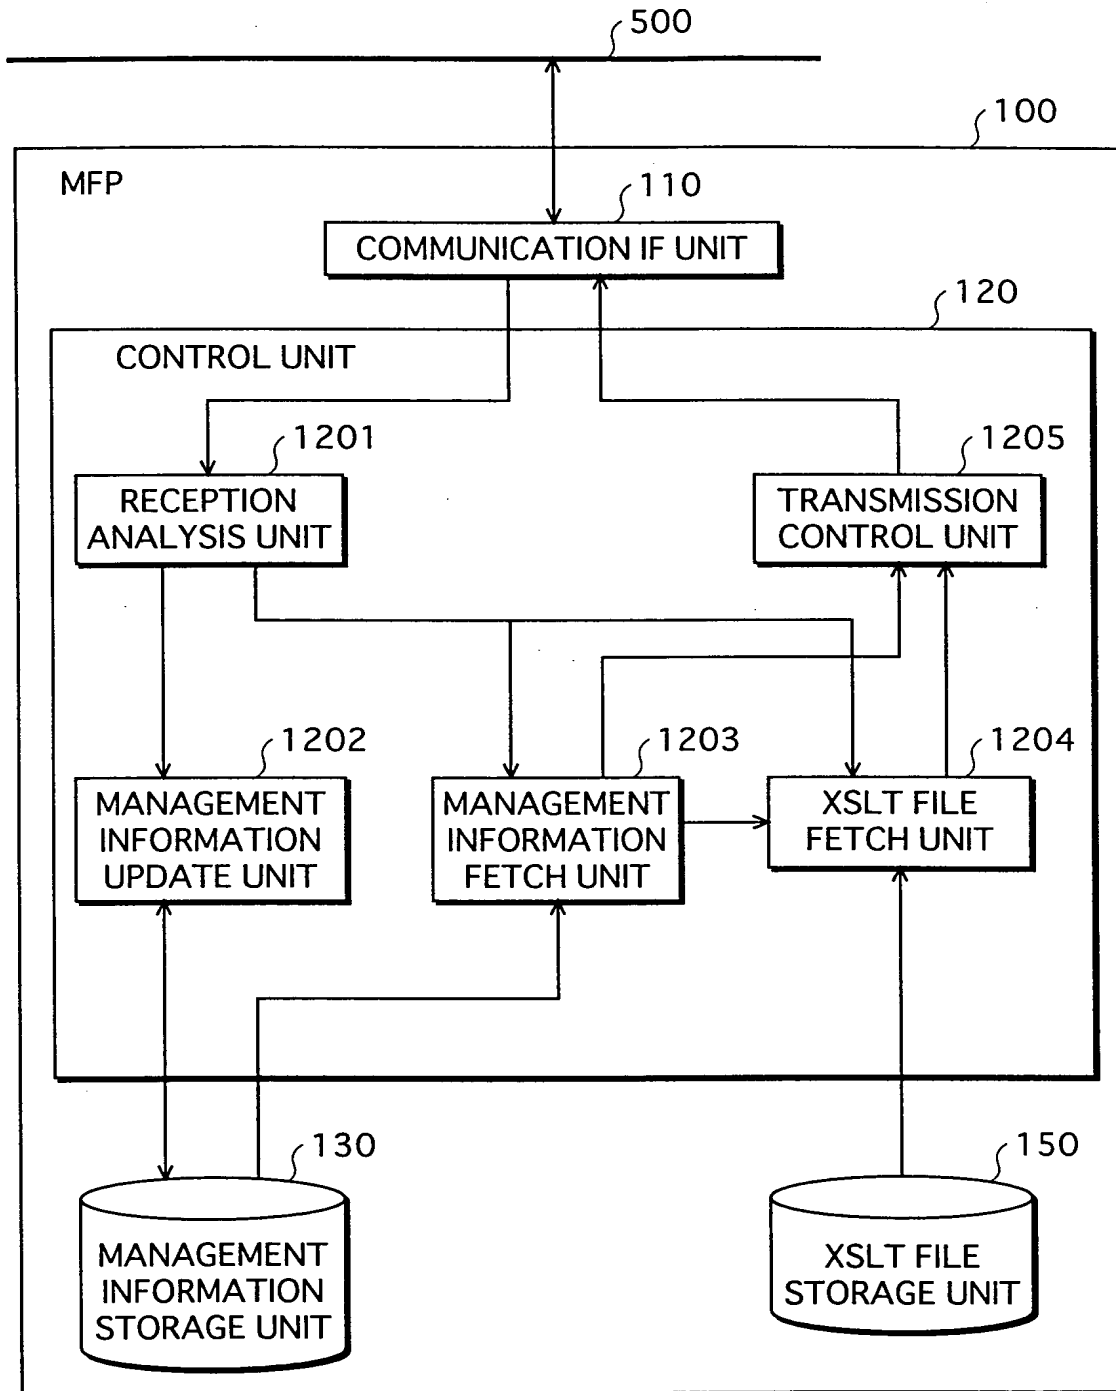 500
100
MFP
110
COMMUNICATION IF UNIT
120
CONTROL UNIT
1201
RECEPTION
ANALYSIS UNIT
1205
TRANSMISSION
CONTROL UNIT
1202
MANAGEMENT
INFORMATION
UPDATE UNIT
1203
MANAGEMENT
INFORMATION
FETCH UNIT
1204
XSLT FILE
FETCH UNIT
130
MANAGEMENT
INFORMATION
STORAGE UNIT
150
XSLT FILE
STORAGE UNIT